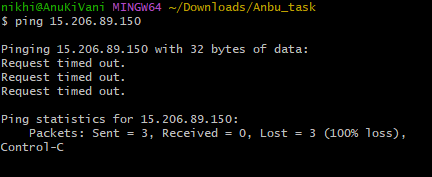 nikhi@AnuKiVani MINGW64 ~/Downloads/Anbu_task
$ ping 15.206.89.150
Pinging 15.206.89.150 with 32 bytes of data:
Request timed out.
Request timed out.
Request timed out.
Ping statistics for 15.206.89.150:
    Packets: Sent = 3, Received = 0, Lost = 3 (100% loss),
Control-C